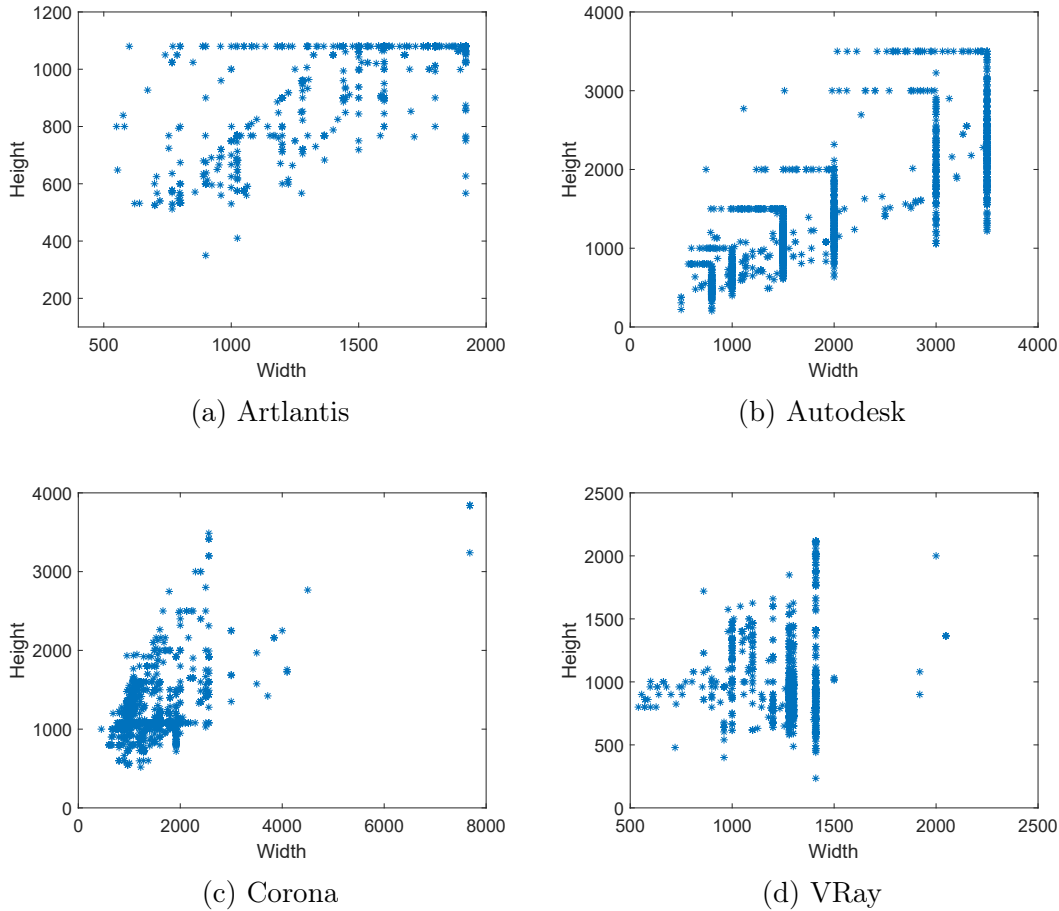 1200
1000
800
600
400
200
Height
500 1000 1500 2000
Width
(a) Artlantis
4000
3000
2000
1000
0
Height
0 1000 2000 3000 4000
Width
(b) Autodesk
4000
3000
2000
1000
0
Height
0 2000 4000 6000 8000
Width
(c) Corona
2500
2000
1500
1000
500
0
Height
500 1000 1500 2000 2500
Width
(d) VRay